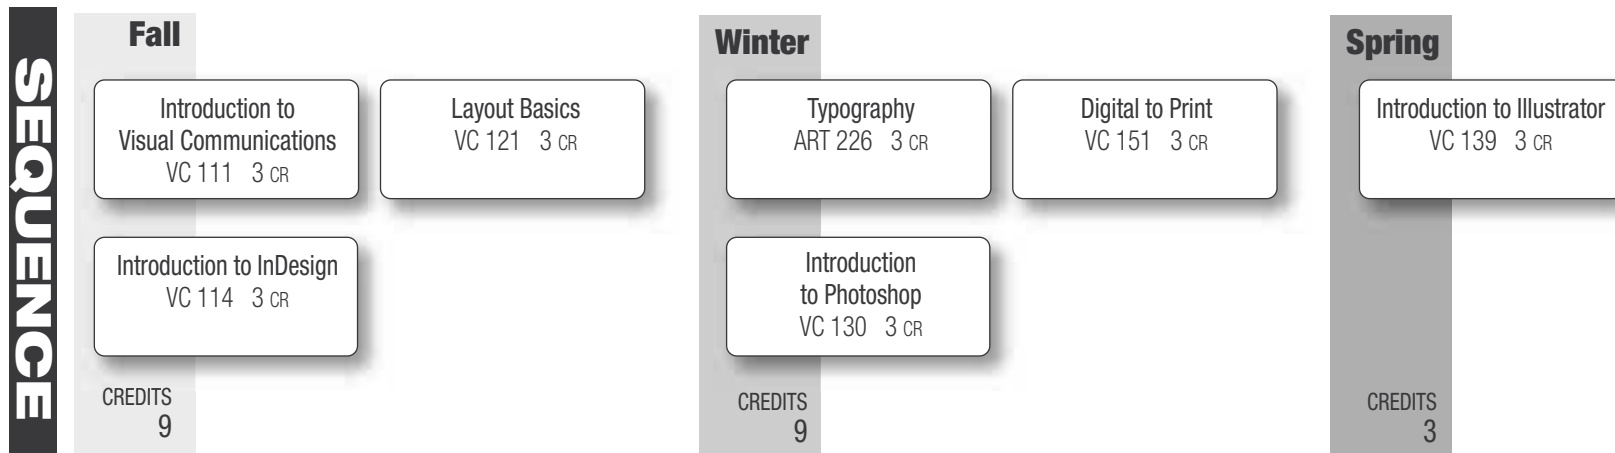 SEQUENCE
Fall
Introduction to
Visual Communications
VC 111 3 CR
Layout Basics
VC 121 3 CR
Introduction to InDesign
VC 114 3 CR
CREDITS
9
Winter
Typography
ART 226 3 CR
Digital to Print
VC 151 3 CR
Introduction
to Photoshop
VC 130 3 CR
CREDITS
9
Spring
Introduction to Illustrator
VC 139 3 CR
CREDITS
3